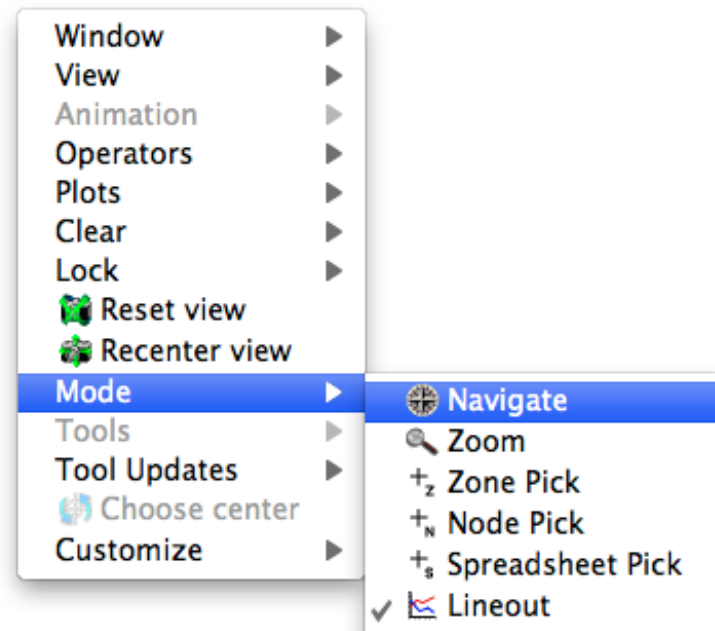 Window
View
Animation
Operators
Plots
Clear
Lock
Reset view
Recenter view
Mode
Tools
Tool Updates
Choose center
Customize
Navigate
Zoom
Zone Pick
Node Pick
Spreadsheet Pick
Lineout